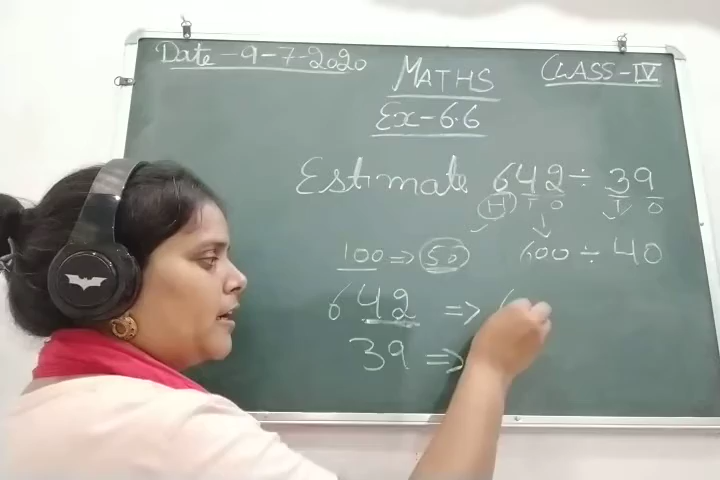 Date - 9-7-2020
MATHS
CLASS-IV
Ex-6.6
Estimate 642 ÷ 39
H T O T O
100 => 50 600 ÷ 40
642 => 6
39 =>